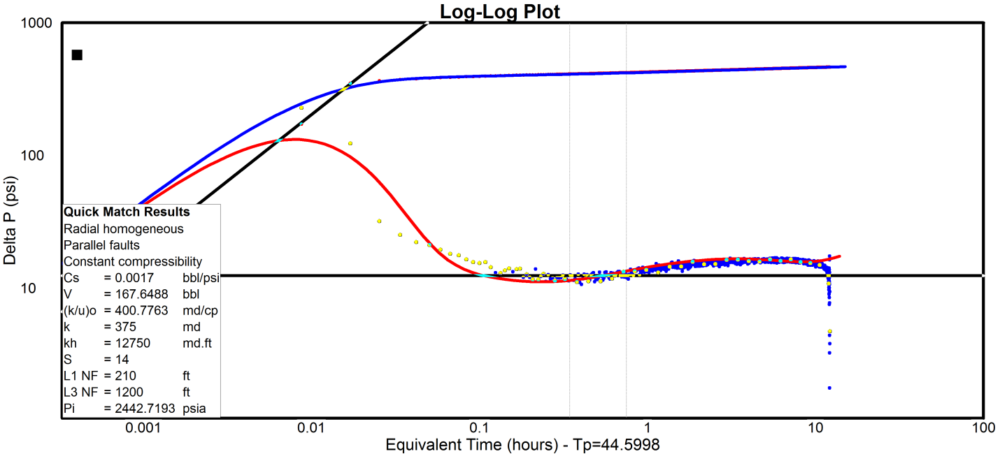 Log-Log Plot
1000
100
10
Delta P (psi)
Quick Match Results
Radial homogeneous
Parallel faults
Constant compressibility
Cs = 0.0017 bbl/psi
V = 167.6488 bbl
(k/u)o = 400.7763 md/cp
k = 375 md
kh = 12750 md.ft
S = 14
L1 NF = 210 ft
L3 NF = 1200 ft
Pi = 2442.7193 psia
0.001 0.01 0.1 1 10 100
Equivalent Time (hours) - Tp=44.5998